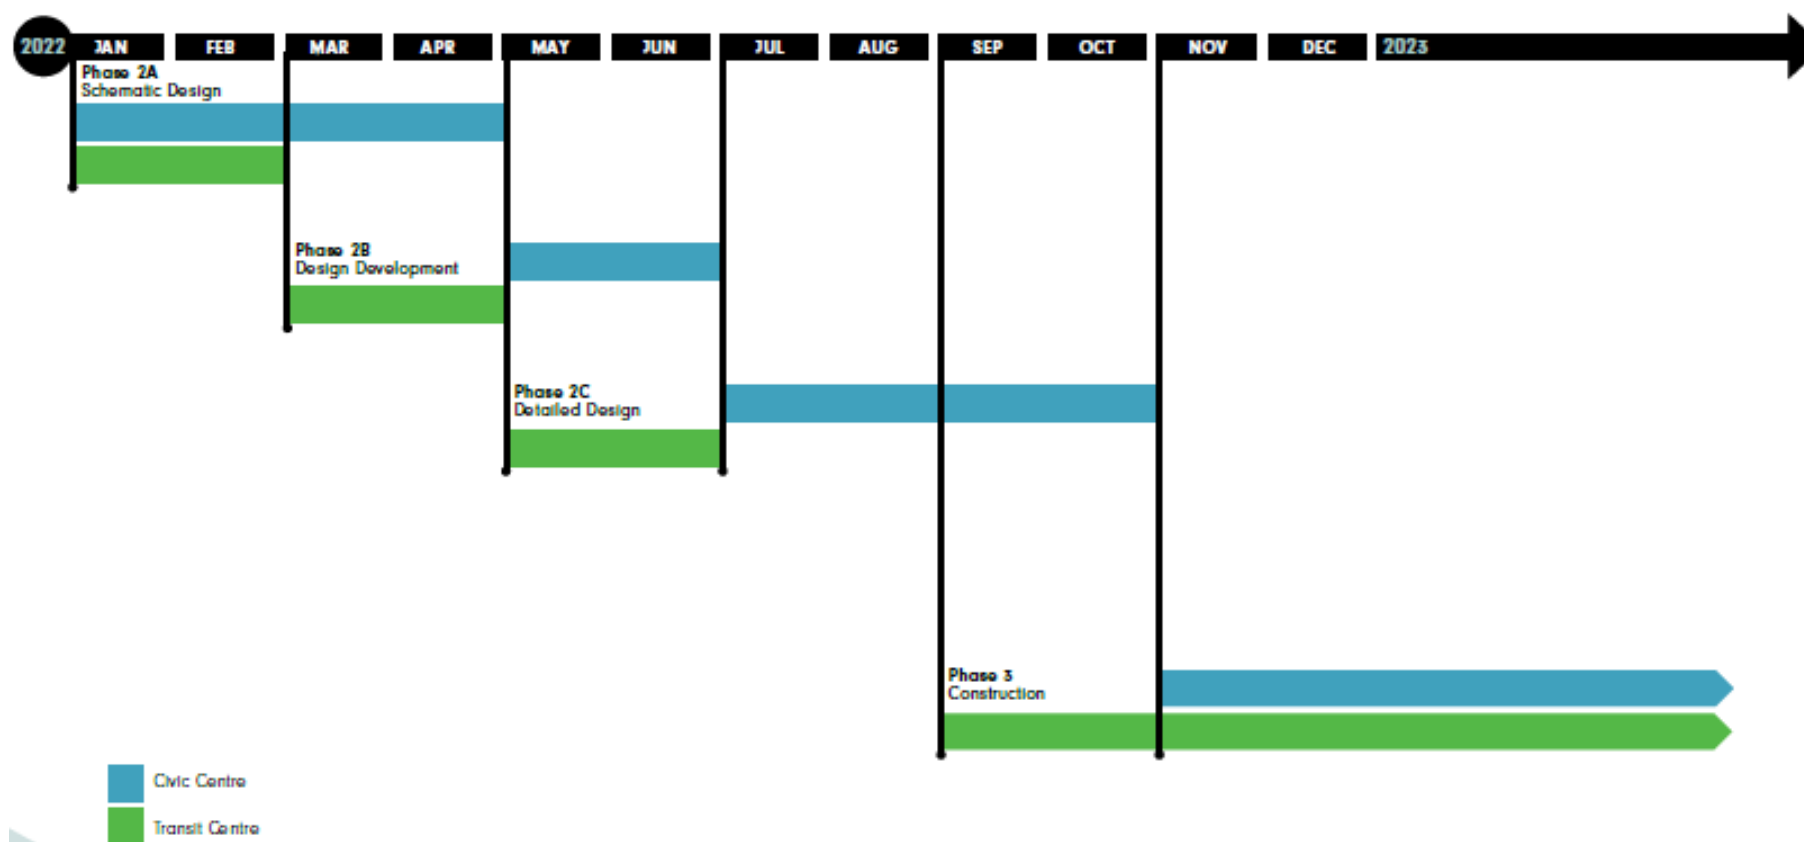 2022 JAN FEB MAR APR MAY JUN JUL AUG SEP OCT NOV DEC 2023
Phase 2A
Schematic Design
Phase 2B
Design Development
Phase 2C
Detailed Design
Phase 3
Construction
Civic Centre
Transit Centre